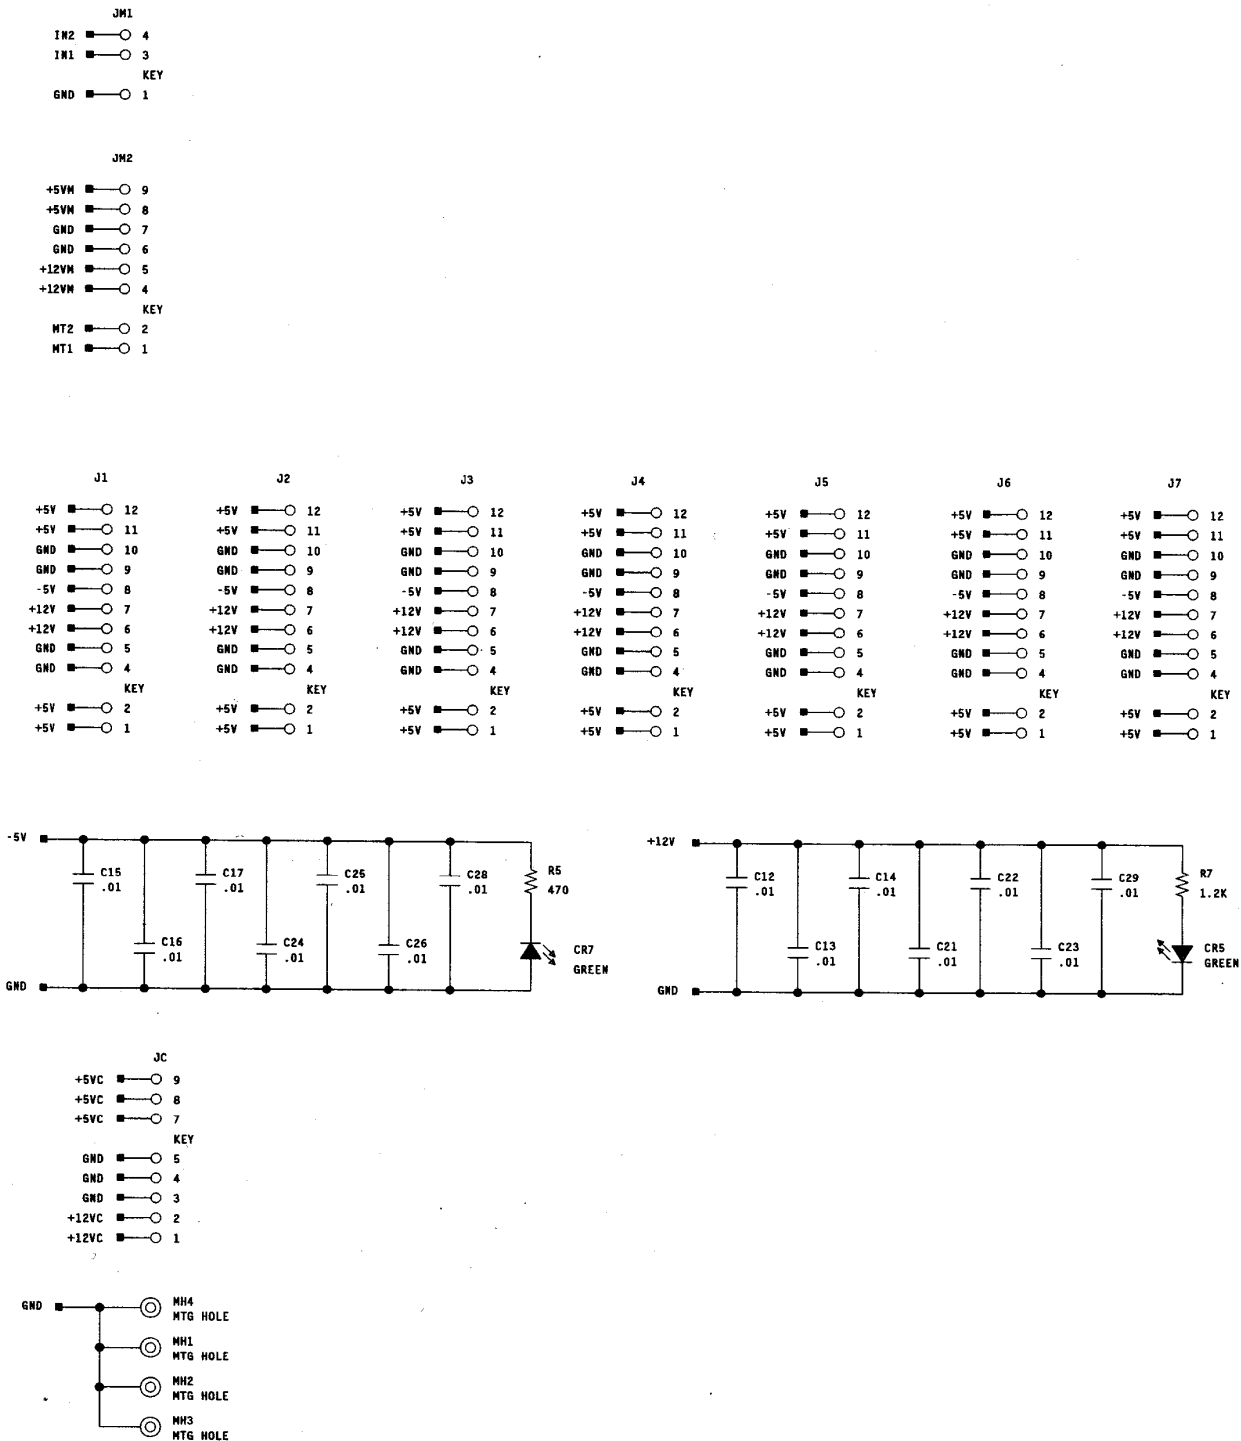 JM1
IN2 4
IN1 3
KEY
GND 1
JM2
+5VM 9
+5VM 8
GND 7
GND 6
+12VM 5
+12VM 4
KEY
MT2 2
MT1 1
J1 J2 J3 J4 J5 J6 J7
+5V 12 +5V 12 +5V 12 +5V 12 +5V 12 +5V 12 +5V 12
+5V 11 +5V 11 +5V 11 +5V 11 +5V 11 +5V 11 +5V 11
GND 10 GND 10 GND 10 GND 10 GND 10 GND 10 GND 10
GND 9 GND 9 GND 9 GND 9 GND 9 GND 9 GND 9
-5V 8 -5V 8 -5V 8 -5V 8 -5V 8 -5V 8 -5V 8
+12V 7 +12V 7 +12V 7 +12V 7 +12V 7 +12V 7 +12V 7
+12V 6 +12V 6 +12V 6 +12V 6 +12V 6 +12V 6 +12V 6
GND 5 GND 5 GND 5 GND 5 GND 5 GND 5 GND 5
GND 4 GND 4 GND 4 GND 4 GND 4 GND 4 GND 4
KEY KEY KEY KEY KEY KEY KEY
+5V 2 +5V 2 +5V 2 +5V 2 +5V 2 +5V 2 +5V 2
+5V 1 +5V 1 +5V 1 +5V 1 +5V 1 +5V 1 +5V 1
-5V +12V
C15 C17 C25 C28 R5 C12 C14 C22 C29 R7
.01 .01 .01 .01 470 .01 .01 .01 .01 1.2K
C16 C24 C26 CR7 C13 C21 C23 CR5
.01 .01 .01 GREEN .01 .01 .01 GREEN
GND GND
JC
+5VC 9
+5VC 8
+5VC 7
KEY
GND 5
GND 4
GND 3
+12VC 2
+12VC 1
GND MH4
MTG HOLE
MH1
MTG HOLE
MH2
MTG HOLE
MH3
MTG HOLE